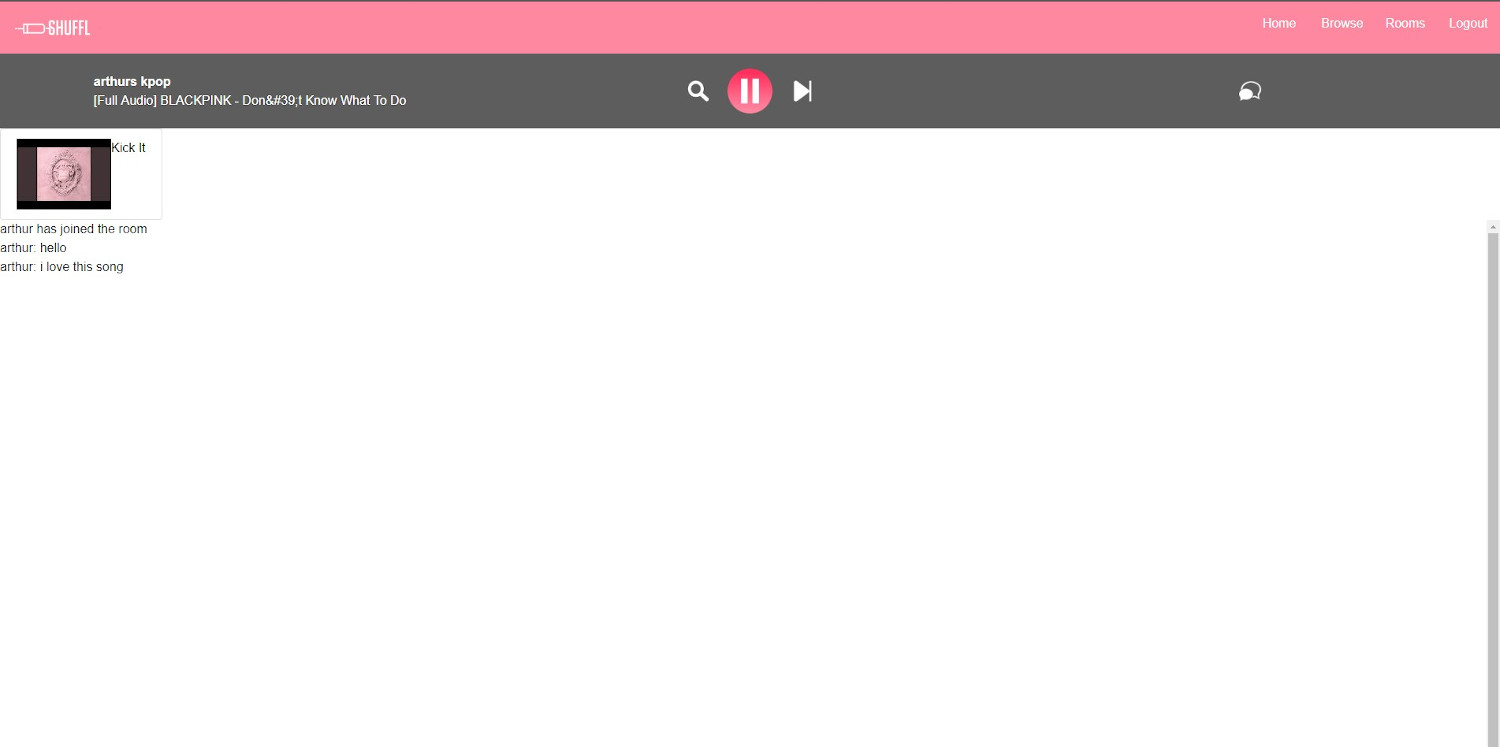 SHUFFL
Home Browse Rooms Logout
arthurs kpop
[Full Audio] BLACKPINK - Don&#39;t Know What To Do
Kick It
arthur has joined the room
arthur: hello
arthur: i love this song